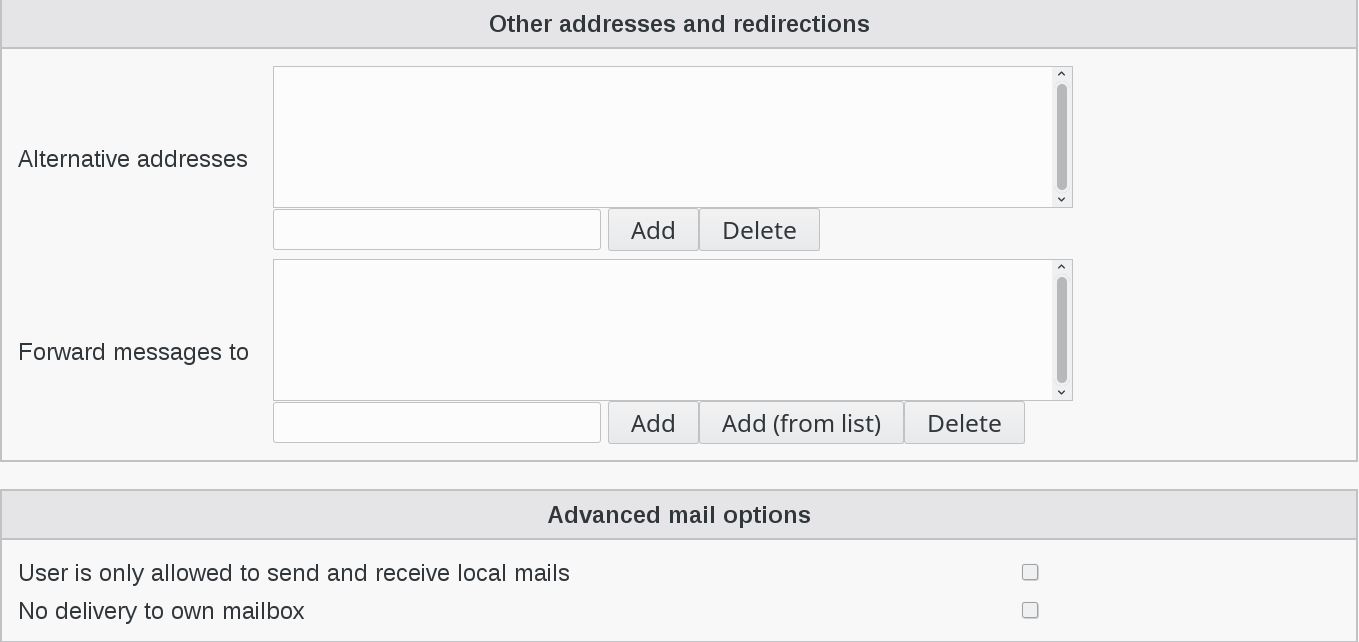 Other addresses and redirections
Alternative addresses
Add Delete
Forward messages to
Add Add (from list) Delete
Advanced mail options
User is only allowed to send and receive local mails
No delivery to own mailbox